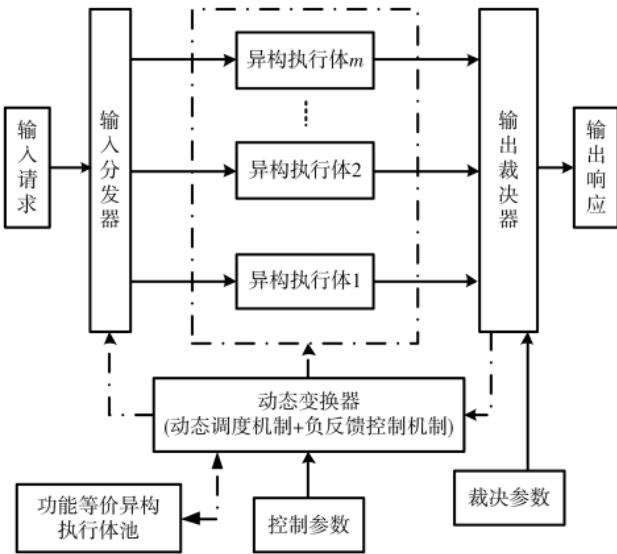 异构执行体m
输入请求
输入分发器
异构执行体2
输出裁决器
输出响应
异构执行体1
动态变换器
(动态调度机制+负反馈控制机制)
功能等价异构
执行体池
控制参数
裁决参数